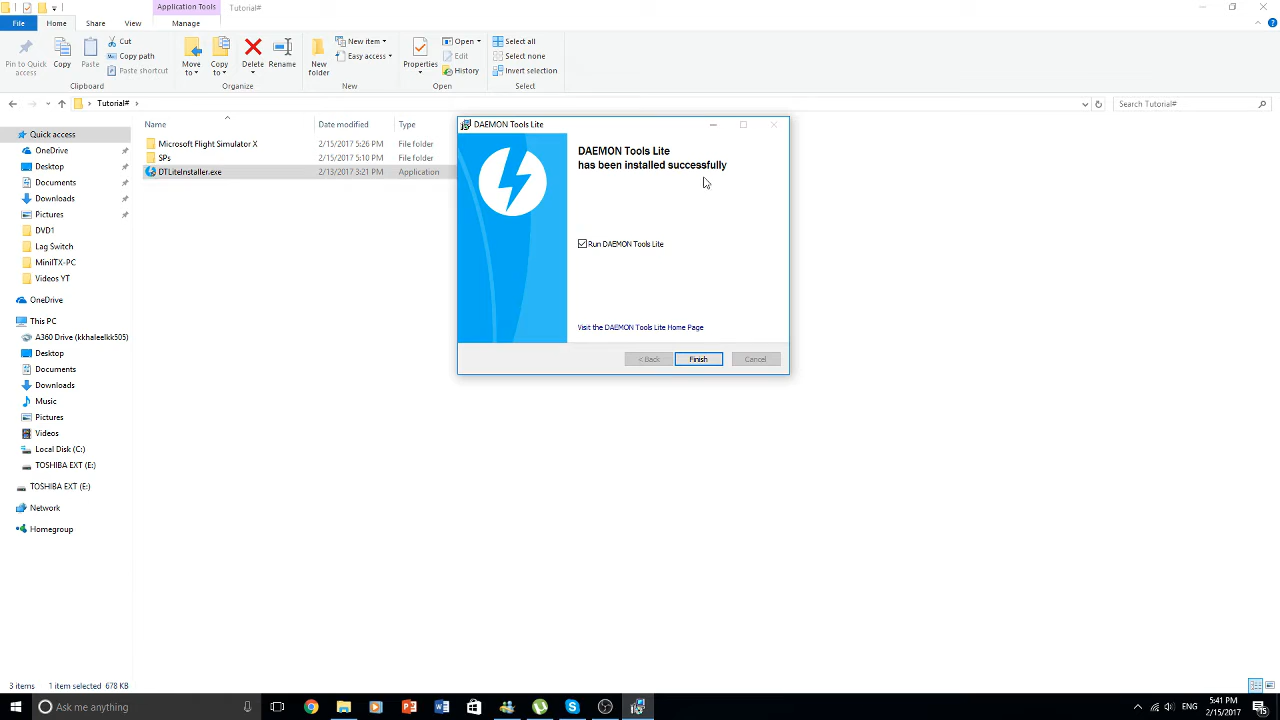 Application Tools
Tutorial#
File
Home
Share
View
Manage
Pin to Quick access
Copy
Paste
Cut
Copy path
Paste shortcut
Clipboard
Move to
Copy to
Delete
Rename
Organize
New folder
New item
Easy access
New
Properties
Open
Edit
History
Open
Select all
Select none
Invert selection
Select
Tutorial#
Search Tutorial#
Name
Date modified
Type
Microsoft Flight Simulator X
2/15/2017 5:26 PM
File folder
SPs
2/15/2017 5:10 PM
File folder
DTLiteInstaller.exe
2/13/2017 3:21 PM
Application
Quick access
OneDrive
Desktop
Documents
Downloads
Pictures
DVD1
Lag Switch
MiniITX-PC
Videos YT
OneDrive
This PC
A360 Drive (kkhaleelkk505)
Desktop
Documents
Downloads
Music
Pictures
Videos
Local Disk (C:)
TOSHIBA EXT (E:)
TOSHIBA EXT (E:)
Network
Homegroup
DAEMON Tools Lite
DAEMON Tools Lite
has been installed successfully
Run DAEMON Tools Lite
Visit the DAEMON Tools Lite Home Page
< Back
Finish
Cancel
3 items
1 item selected 678 KB
Ask me anything
ENG
5:41 PM
2/15/2017
15